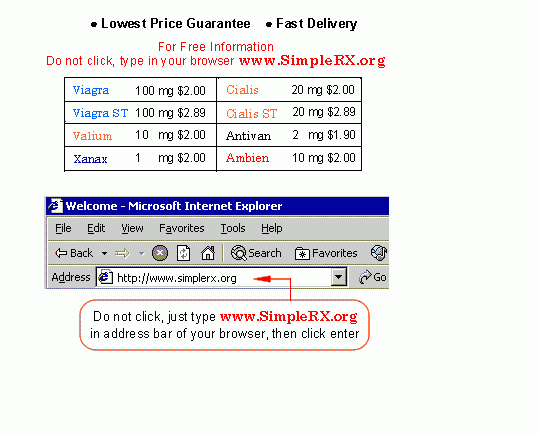 ● Lowest Price Guarantee ● Fast Delivery
For Free Information
Do not click, type in your browser www.SimpleRX.org
Viagra 100 mg $2.00 Cialis 20 mg $2.00
Viagra ST 100 mg $2.89 Cialis ST 20 mg $2.89
Valium 10 mg $2.00 Antivan 2 mg $1.90
Xanax 1 mg $2.00 Ambien 10 mg $2.00
Welcome - Microsoft Internet Explorer
File Edit View Favorites Tools Help
Back Search Favorites
Address http://www.simplerx.org Go
Do not click, just type www.SimpleRX.org
in address bar of your browser, then click enter